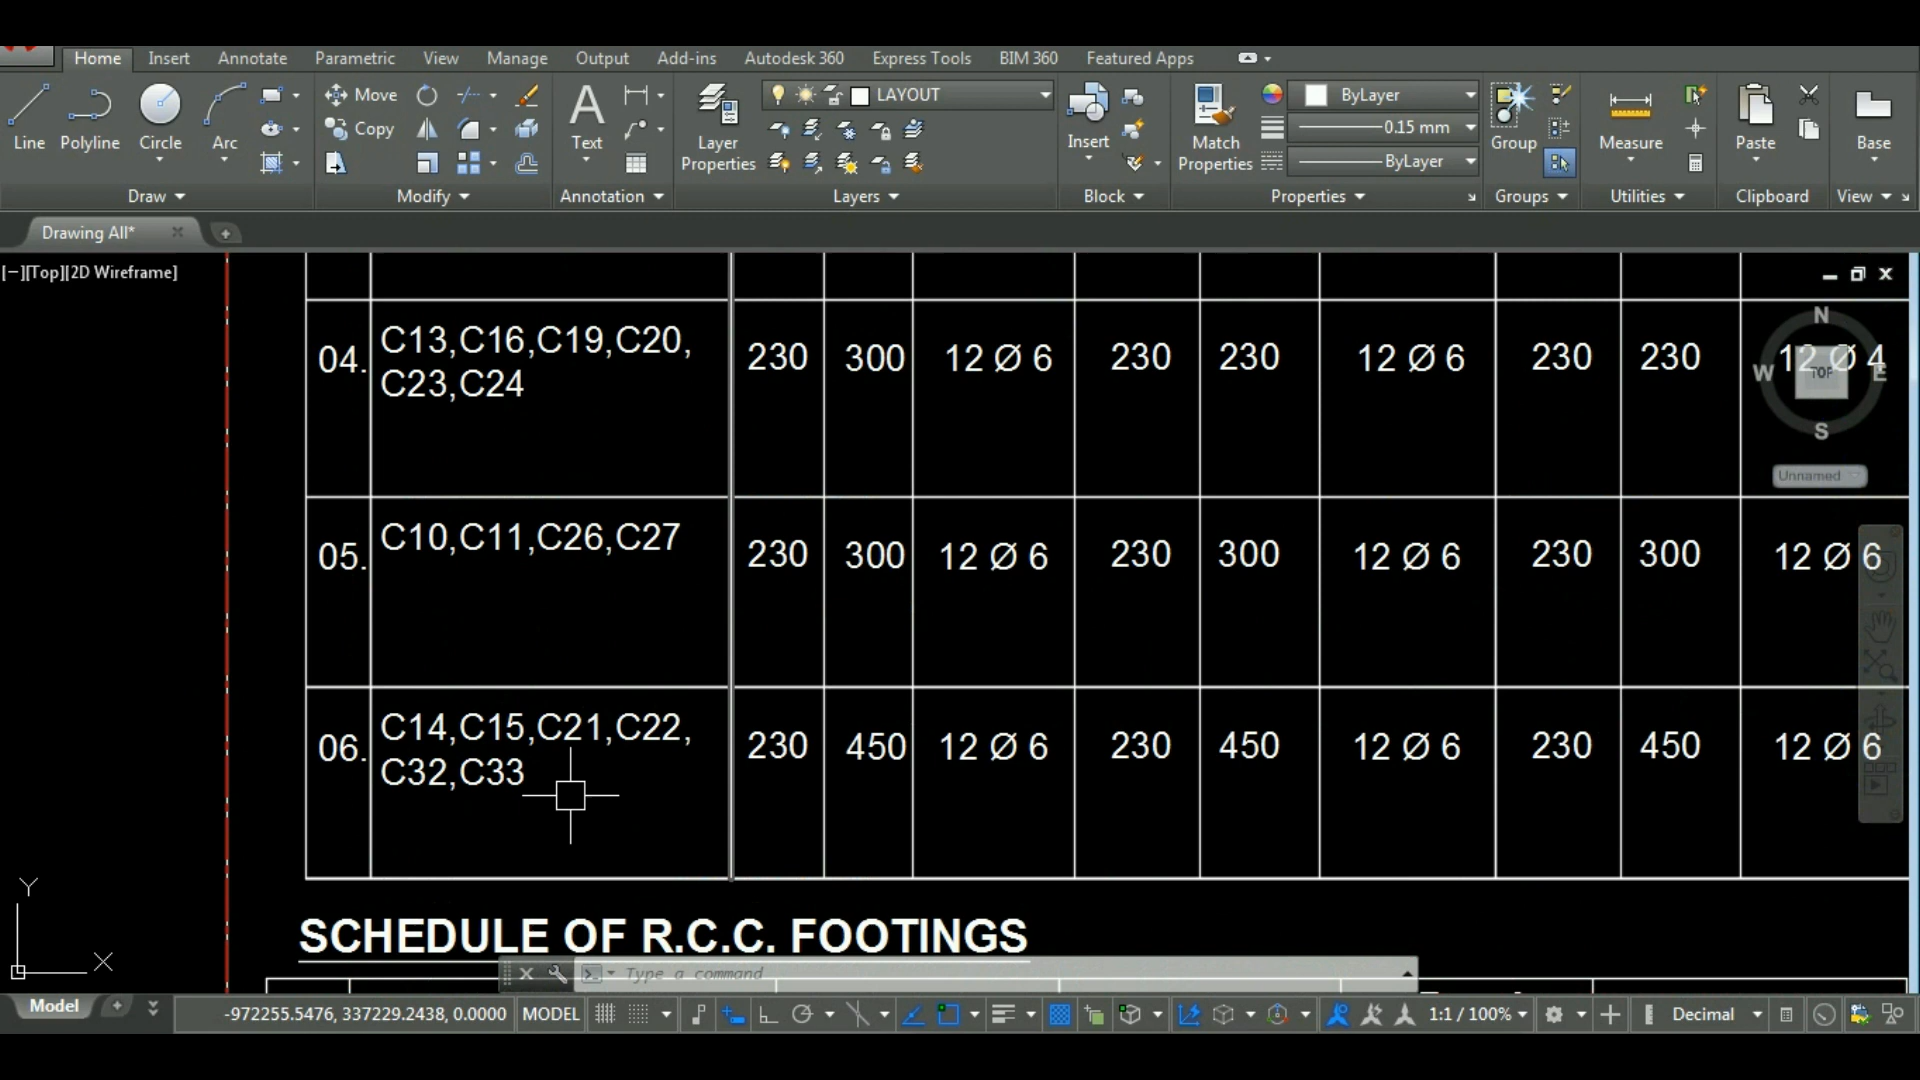 Home Insert Annotate Parametric View Manage Output Add-ins Autodesk 360 Express Tools BIM 360 Featured Apps
Move LAYOUT ByLayer
Copy 0.15 mm
Line Polyline Circle Arc Text Layer Properties Insert Match Properties ByLayer Group Measure Paste Base
Draw Modify Annotation Layers Block Properties Groups Utilities Clipboard View
Drawing All*
[−][Top][2D Wireframe]
N
W TOP E
S
Unnamed
04. C13,C16,C19,C20, 230 300 12 Ø 6 230 230 12 Ø 6 230 230 12 Ø 4
C23,C24
05. C10,C11,C26,C27 230 300 12 Ø 6 230 300 12 Ø 6 230 300 12 Ø 6
06. C14,C15,C21,C22, 230 450 12 Ø 6 230 450 12 Ø 6 230 450 12 Ø 6
C32,C33
Y
X
SCHEDULE OF R.C.C. FOOTINGS
Type a command
Model -972255.5476, 337229.2438, 0.0000 MODEL 1:1 / 100% Decimal